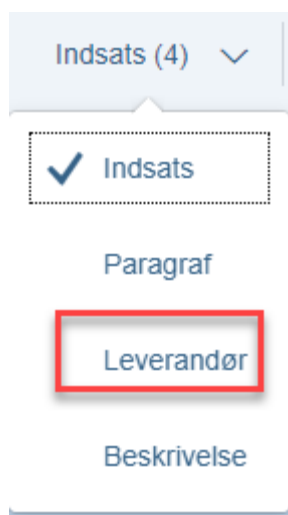 Indsats (4)
Indsats
Paragraf
Leverandør
Beskrivelse